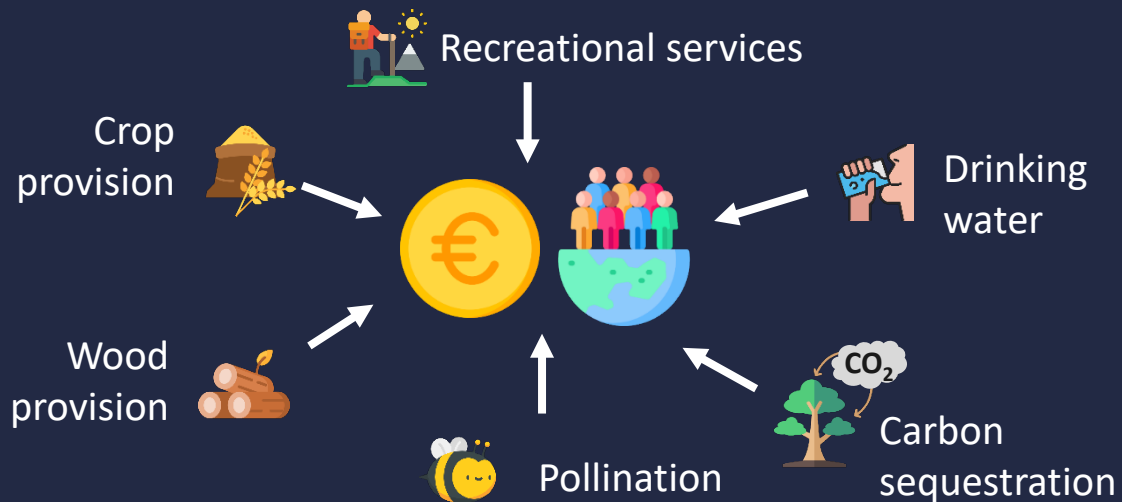 Recreational services
Crop
provision
Drinking
water
€
Wood
provision
CO₂
Carbon
sequestration
Pollination